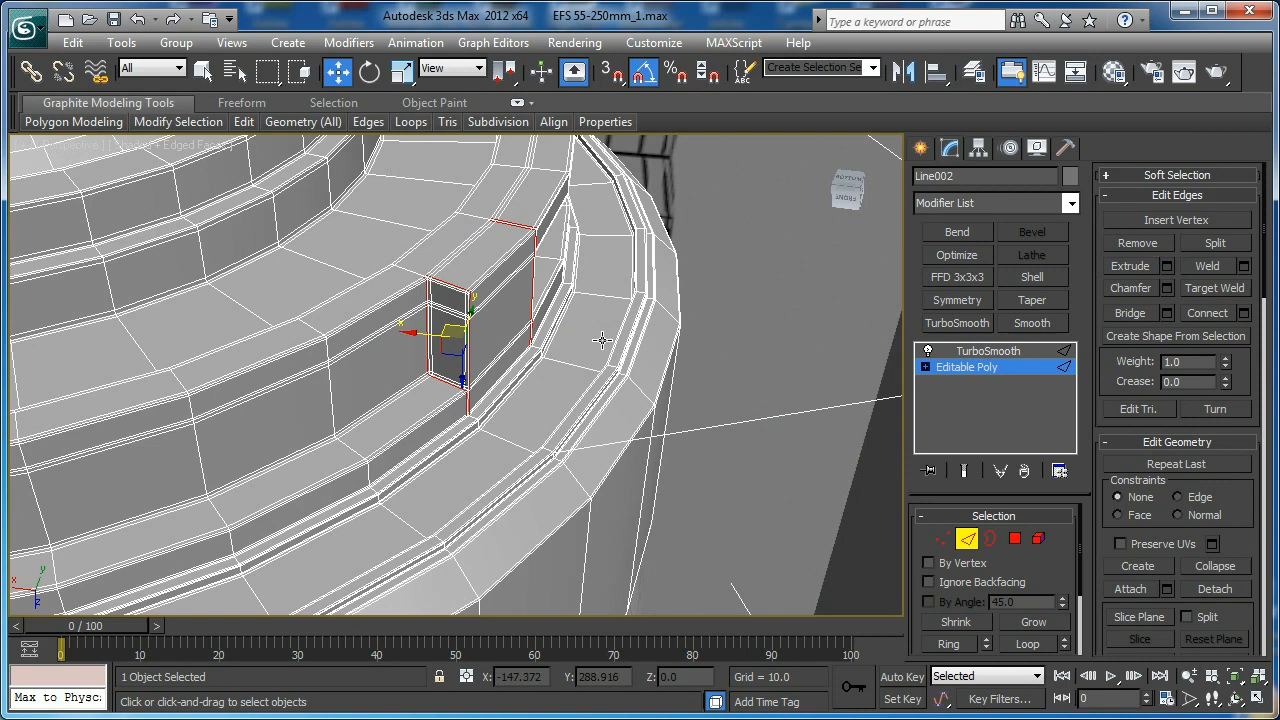 Autodesk 3ds Max 2012 x64 EFS 55-250mm_1.max
Type a keyword or phrase
Edit Tools Group Views Create Modifiers Animation Graph Editors Rendering Customize MAXScript Help
All View 3 Create Selection Se
Graphite Modeling Tools Freeform Selection Object Paint
Polygon Modeling Modify Selection Edit Geometry (All) Edges Loops Tris Subdivision Align Properties
FRONT
x y
x y z
Line002
Modifier List
Bend Bevel
Optimize Lathe
FFD 3x3x3 Shell
Symmetry Taper
TurboSmooth Smooth
TurboSmooth
Editable Poly
- Selection
By Vertex
Ignore Backfacing
By Angle: 45.0
Shrink Grow
Ring Loop
+ Soft Selection
- Edit Edges
Insert Vertex
Remove Split
Extrude Weld
Chamfer Target Weld
Bridge Connect
Create Shape From Selection
Weight: 1.0
Crease: 0.0
Edit Tri. Turn
- Edit Geometry
Repeat Last
Constraints
None Edge
Face Normal
Preserve UVs
Create Collapse
Attach Detach
Slice Plane Split
Slice Reset Plane
< 0 / 100 >
0 10 20 30 40 50 60 70 80 90 100
1 Object Selected X: -147.372 Y: 288.916 Z: 0.0 Grid = 10.0 Auto Key Selected
Max to Physc Click or click-and-drag to select objects Add Time Tag Set Key Key Filters... 0